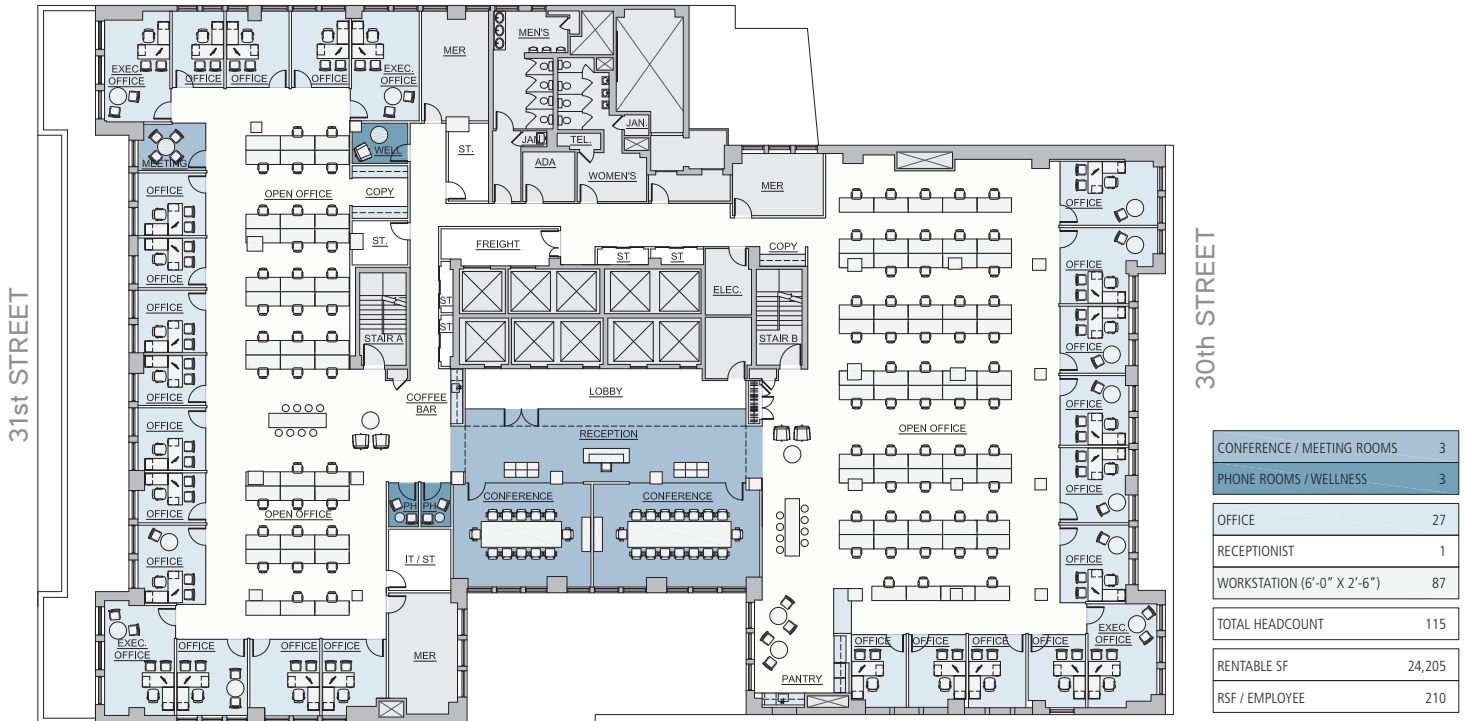 MEN'S
MER
EXEC.
OFFICE
OFFICE
OFFICE
OFFICE
EXEC.
OFFICE
JAN.
JAN.
TEL.
WELL
ST.
MEETING
ADA
WOMEN'S
MER
OFFICE
OPEN OFFICE
COPY
OFFICE
ST.
FREIGHT
COPY
ST
ST
OFFICE
OFFICE
ELEC.
ST
ST
OFFICE
STAIR A
STAIR B
OFFICE
31st STREET
30th STREET
OFFICE
COFFEE
BAR
LOBBY
OFFICE
OFFICE
RECEPTION
OPEN OFFICE
OFFICE
CONFERENCE
CONFERENCE
PH
PH
OFFICE
OPEN OFFICE
OFFICE
IT / ST
OFFICE
OFFICE
EXEC.
OFFICE
OFFICE
OFFICE
OFFICE
MER
OFFICE
OFFICE
OFFICE
OFFICE
EXEC.
OFFICE
PANTRY
CONFERENCE / MEETING ROOMS 3
PHONE ROOMS / WELLNESS 3
OFFICE 27
RECEPTIONIST 1
WORKSTATION (6'-0" X 2'-6") 87
TOTAL HEADCOUNT 115
RENTABLE SF 24,205
RSF / EMPLOYEE 210